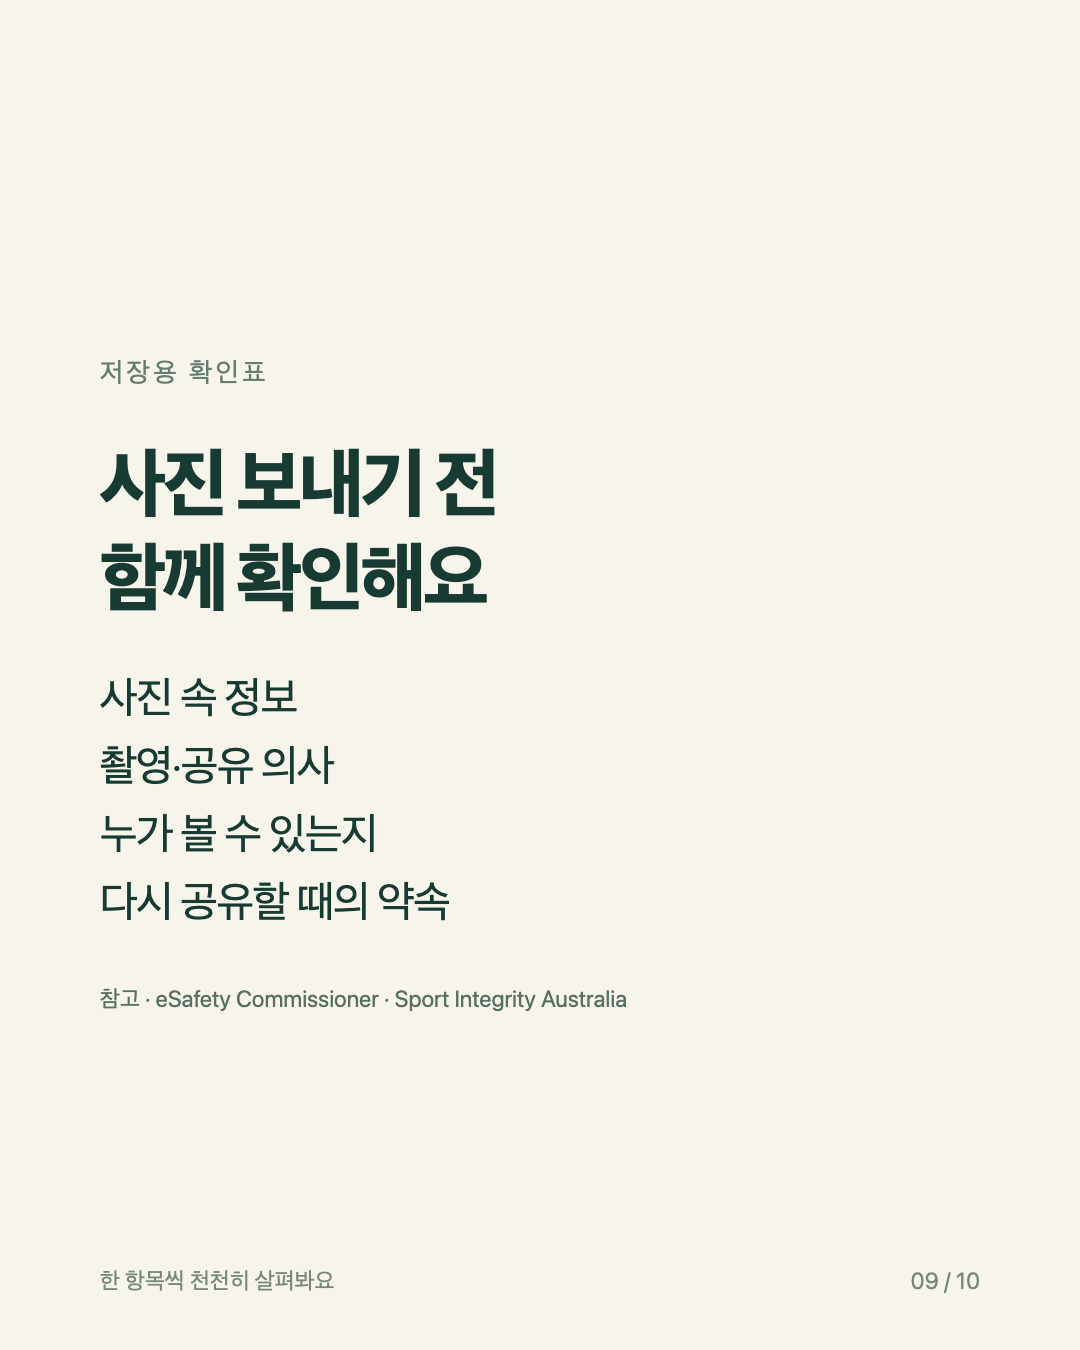 저장용 확인표
사진 보내기 전
함께 확인해요
사진 속 정보
촬영·공유 의사
누가 볼 수 있는지
다시 공유할 때의 약속
참고 · eSafety Commissioner · Sport Integrity Australia
한 항목씩 천천히 살펴봐요
09 / 10